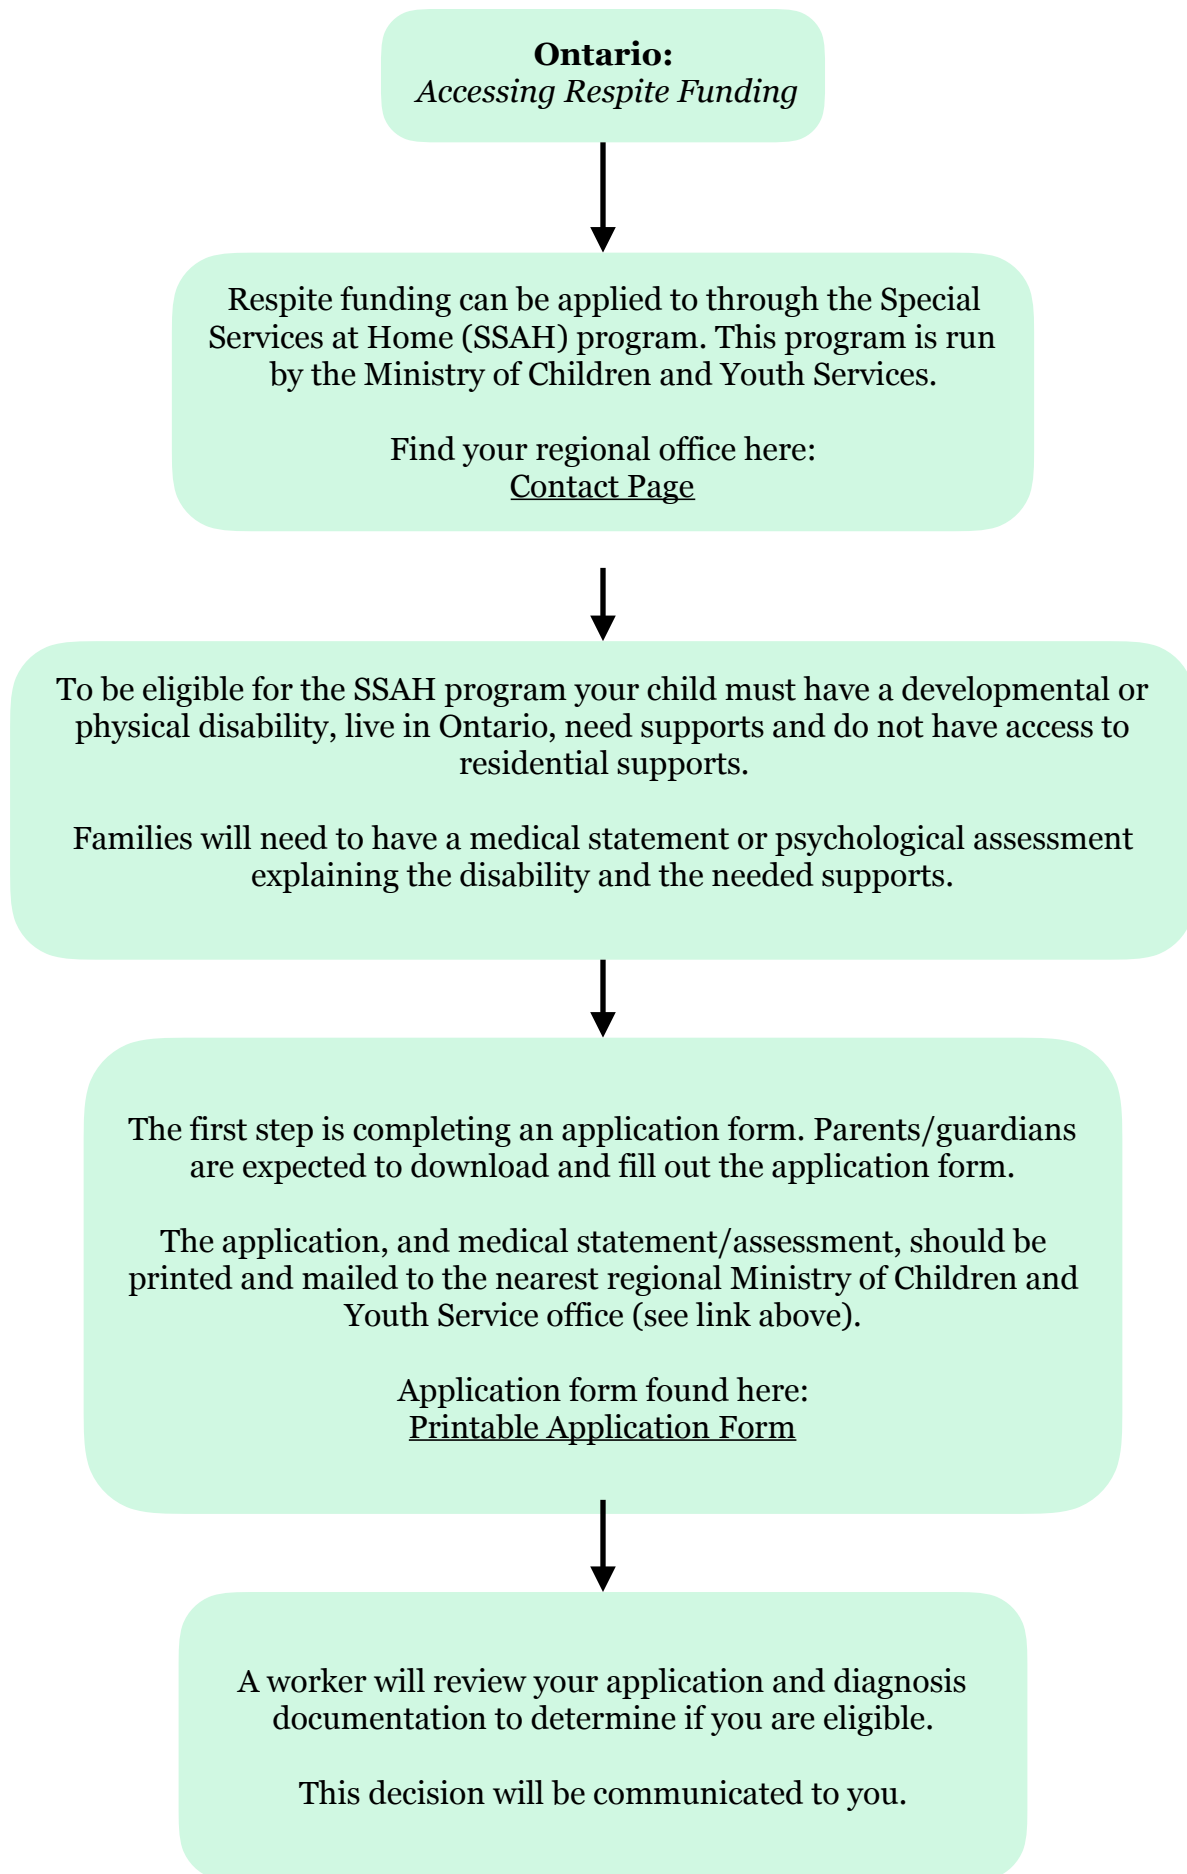 Ontario:
Accessing Respite Funding
Respite funding can be applied to through the Special
Services at Home (SSAH) program. This program is run
by the Ministry of Children and Youth Services.
Find your regional office here:
Contact Page
To be eligible for the SSAH program your child must have a developmental or
physical disability, live in Ontario, need supports and do not have access to
residential supports.
Families will need to have a medical statement or psychological assessment
explaining the disability and the needed supports.
The first step is completing an application form. Parents/guardians
are expected to download and fill out the application form.
The application, and medical statement/assessment, should be
printed and mailed to the nearest regional Ministry of Children and
Youth Service office (see link above).
Application form found here:
Printable Application Form
A worker will review your application and diagnosis
documentation to determine if you are eligible.
This decision will be communicated to you.